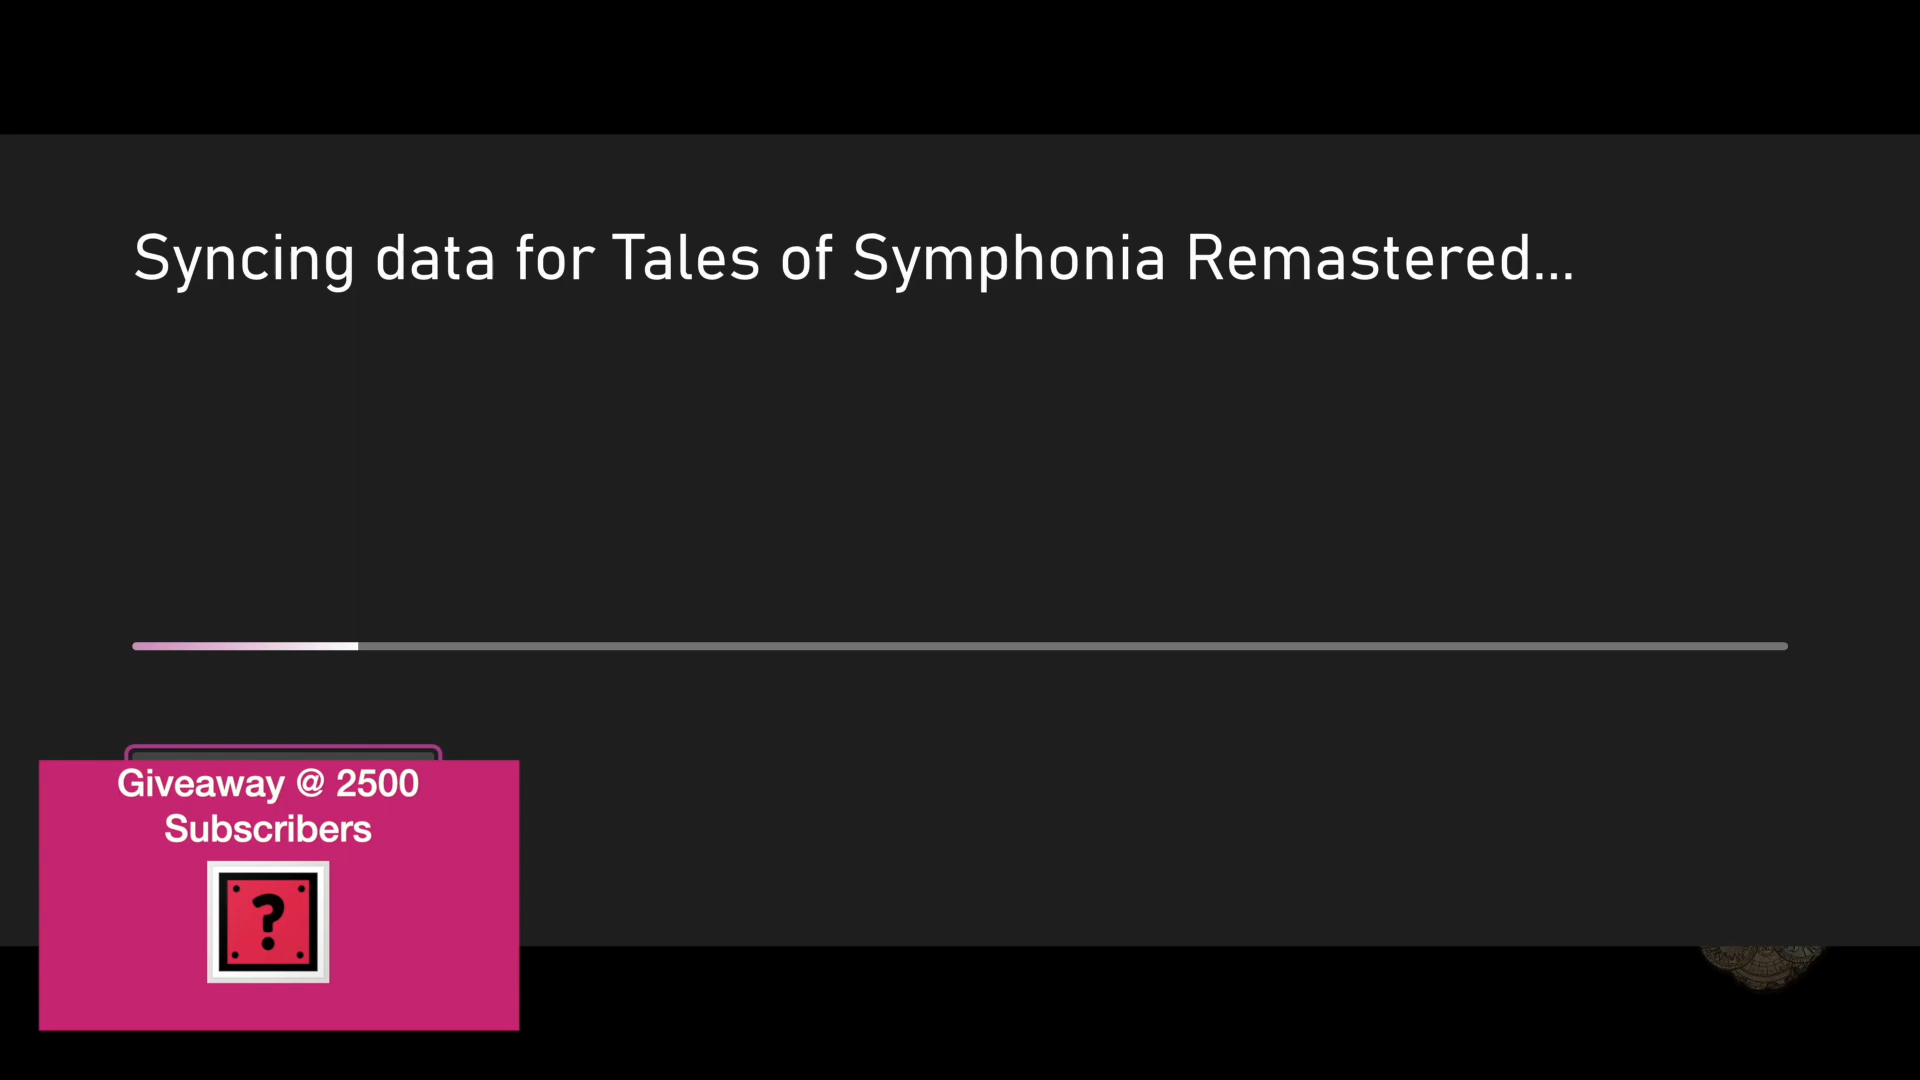 Syncing data for Tales of Symphonia Remastered...
Giveaway @ 2500
Subscribers
?